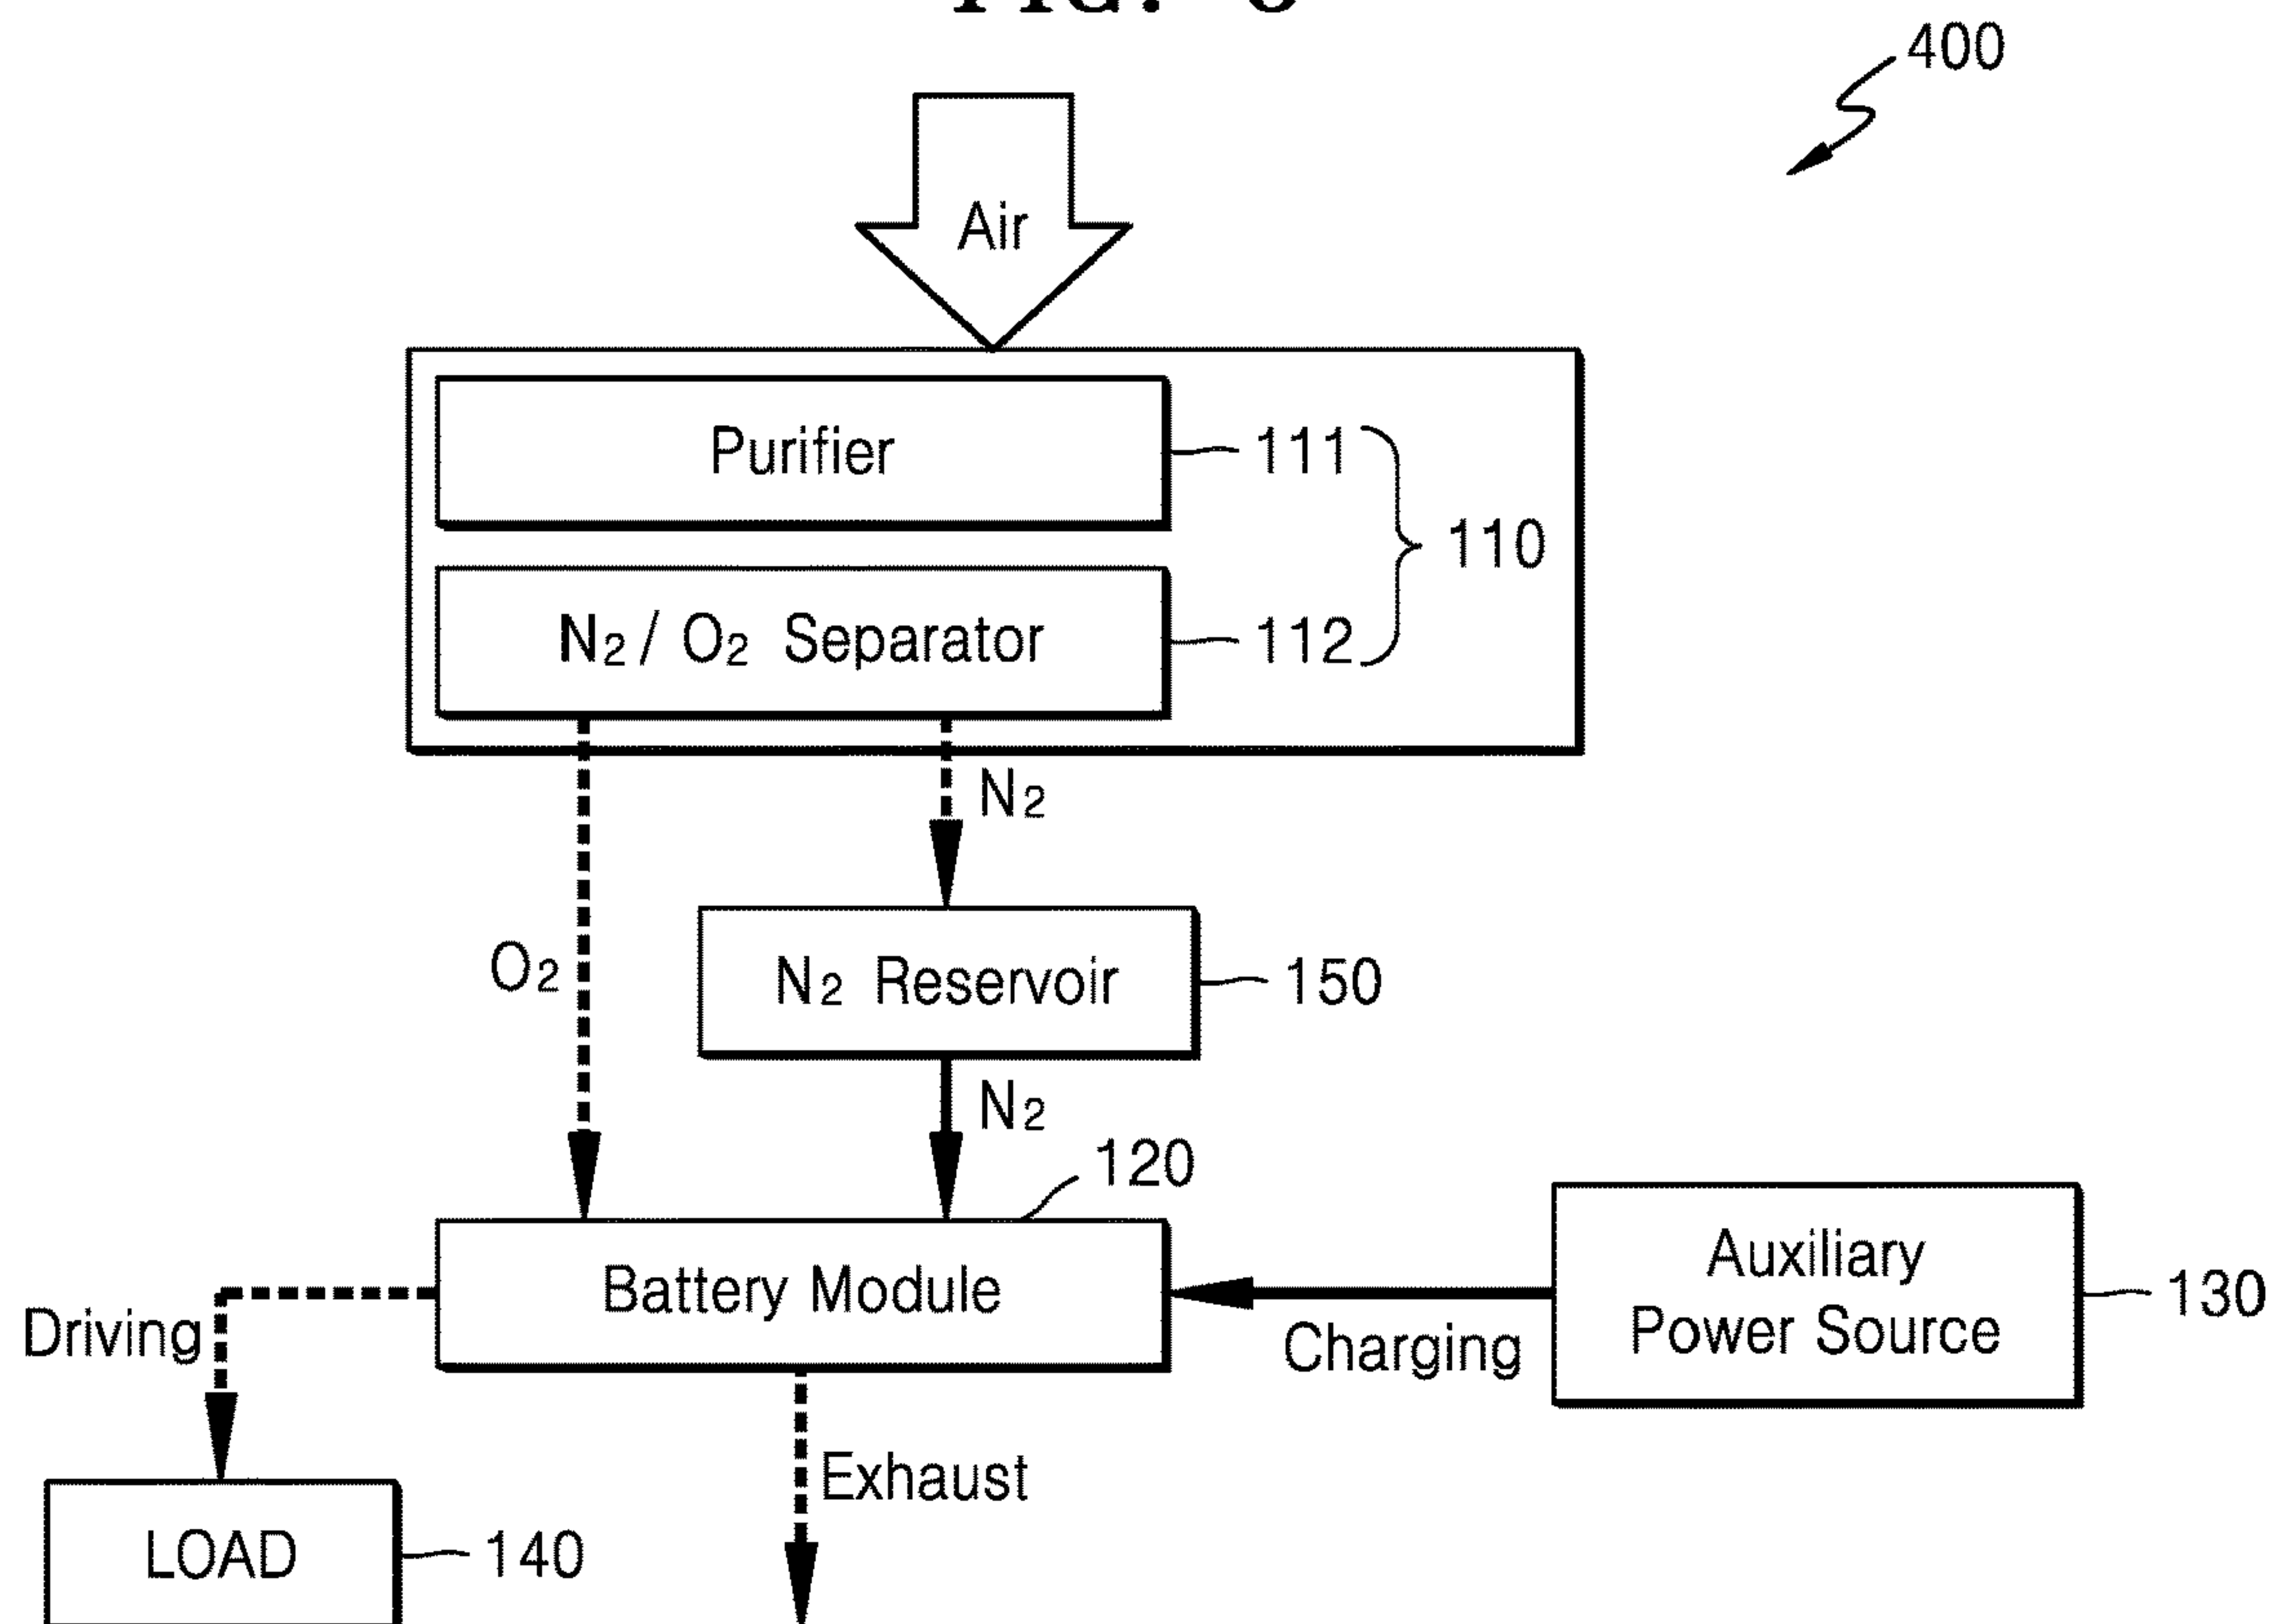 400
Air
Purifier
111
110
N₂ / O₂ Separator
112
N₂
O₂
N₂ Reservoir
150
N₂
120
Battery Module
Auxiliary
Power Source
130
Driving
Charging
Exhaust
LOAD
140